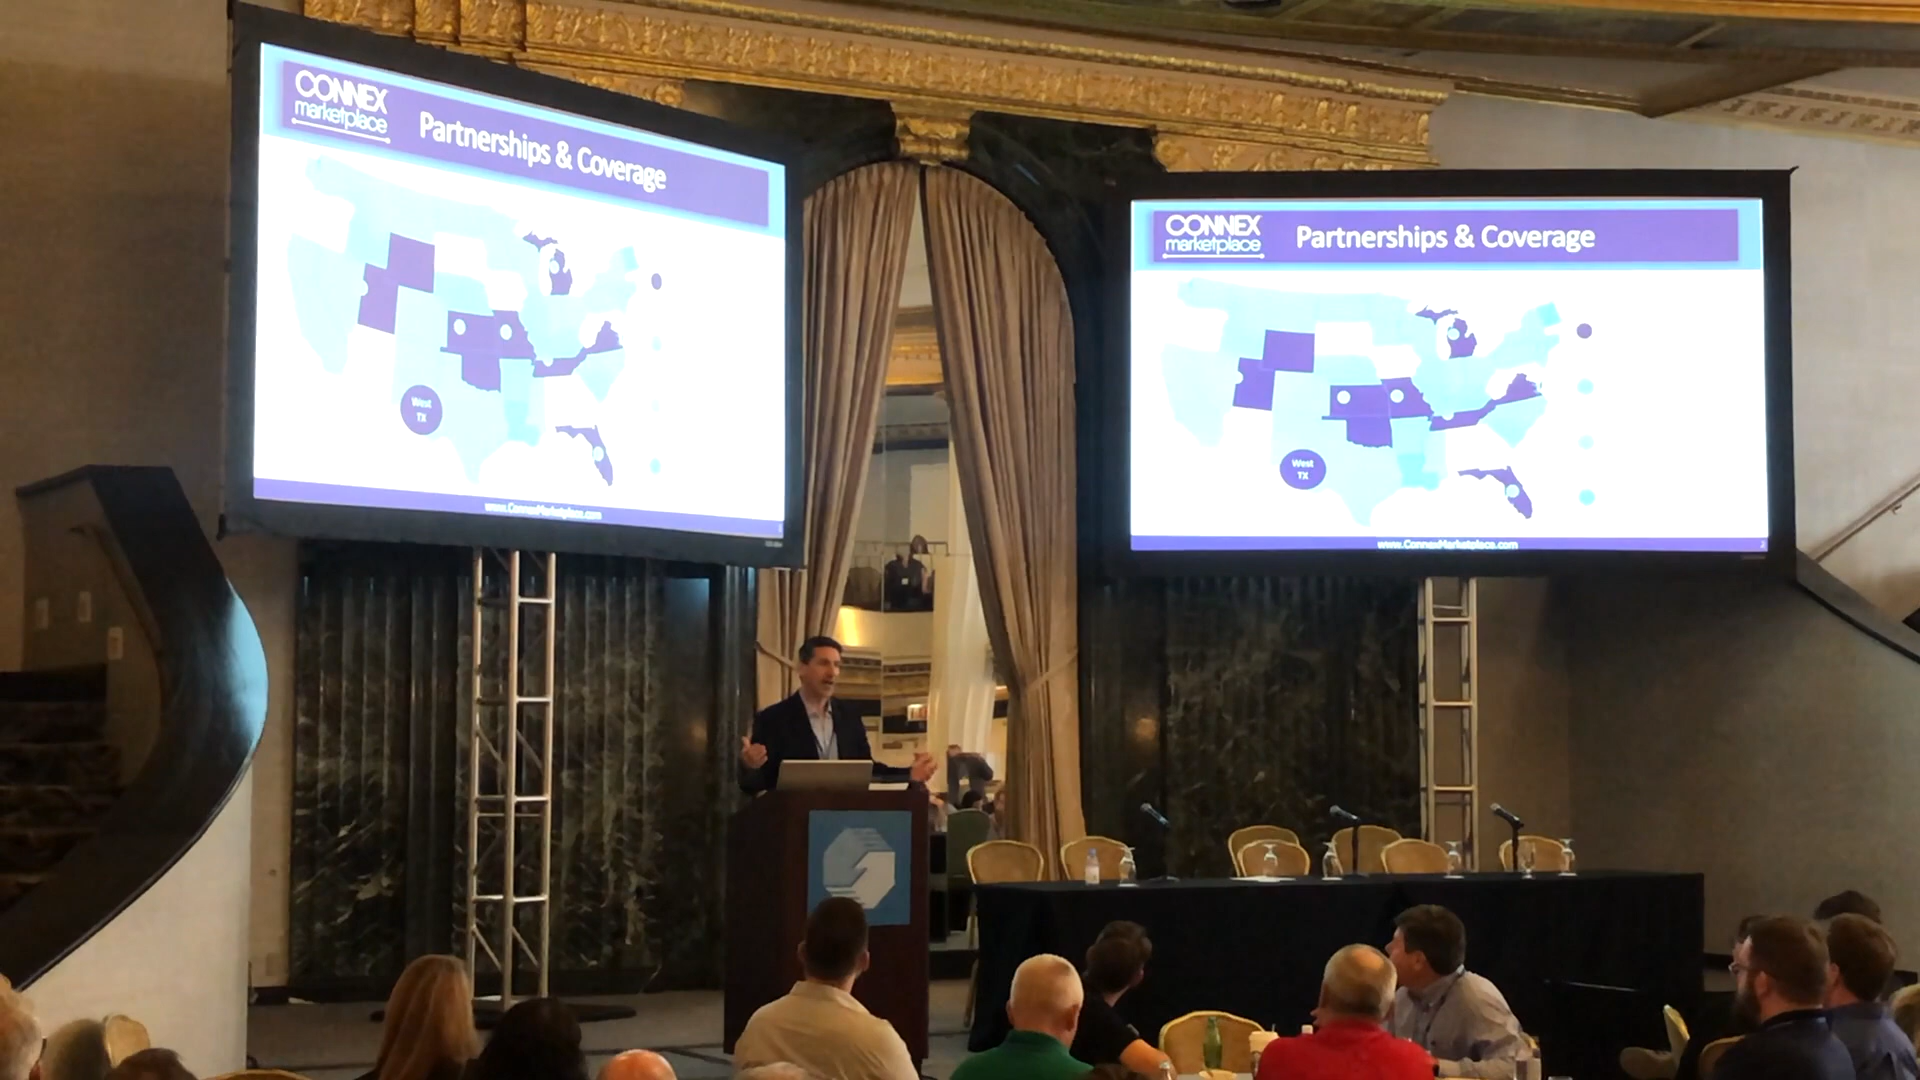 CONNEX
marketplace
Partnerships & Coverage
West
TX
www.ConnexMarketplace.com
CONNEX
marketplace
Partnerships & Coverage
West
TX
www.ConnexMarketplace.com